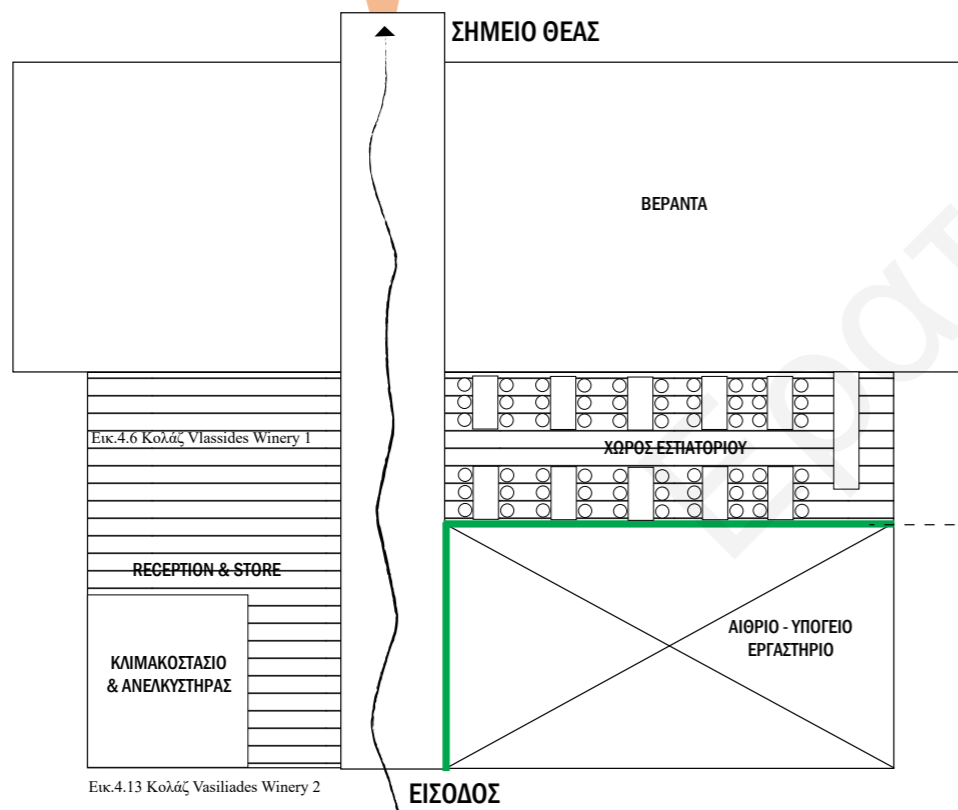 ΣΗΜΕΙΟ ΘΕΑΣ
ΒΕΡΑΝΤΑ
Εικ.4.6 Κολάζ Vlassides Winery 1
ΧΩΡΟΣ ΕΣΤΙΑΤΟΡΙΟΥ
RECEPTION & STORE
ΑΙΘΡΙΟ - ΥΠΟΓΕΙΟ
ΕΡΓΑΣΤΗΡΙΟ
ΚΛΙΜΑΚΟΣΤΑΣΙΟ
& ΑΝΕΛΚΥΣΤΗΡΑΣ
Εικ.4.13 Κολάζ Vasiliades Winery 2
ΕΙΣΟΔΟΣ